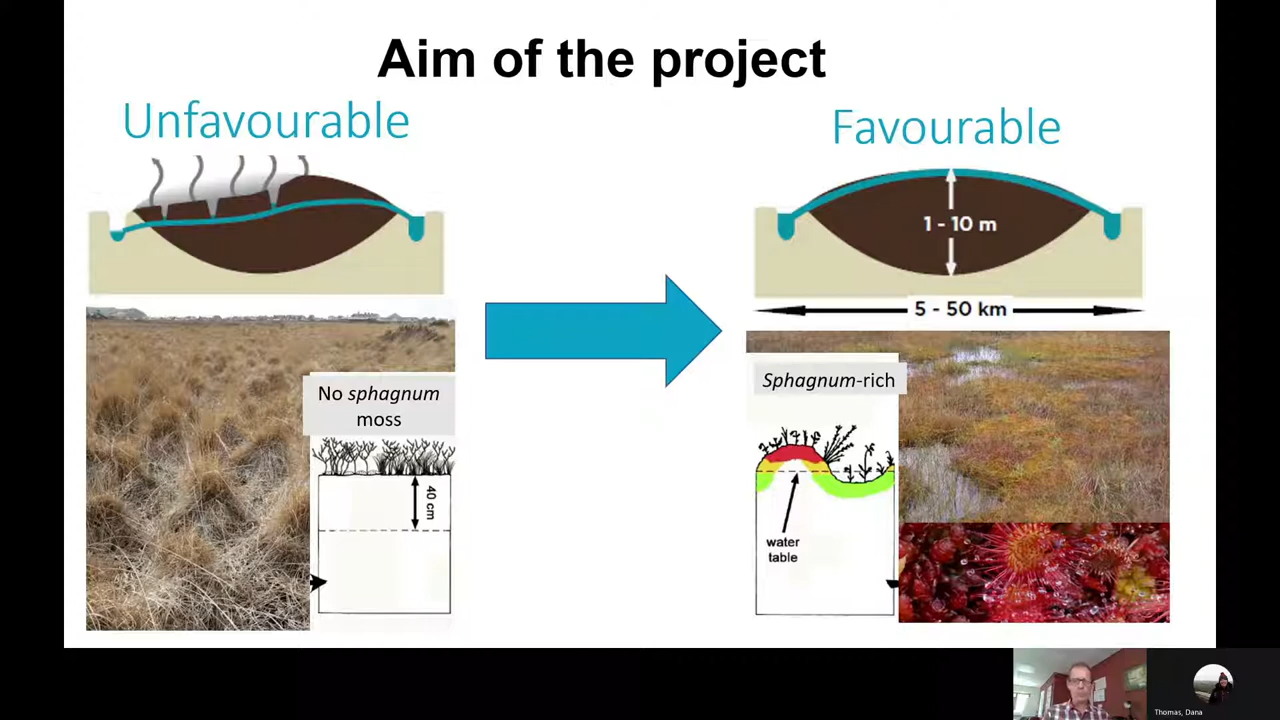 Aim of the project
Unfavourable
Favourable
1 - 10 m
5 - 50 km
No sphagnum
moss
40 cm
Sphagnum-rich
water
table
Thomas, Dana